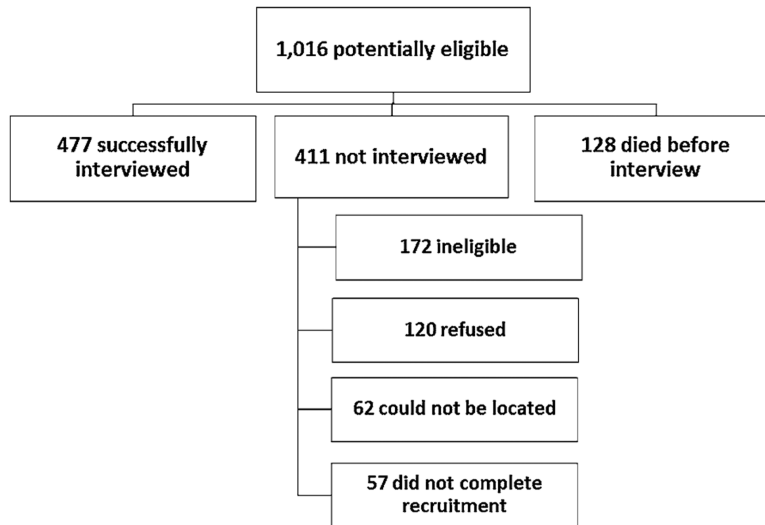 1,016 potentially eligible
477 successfully
interviewed
411 not interviewed
128 died before
interview
172 ineligible
120 refused
62 could not be located
57 did not complete
recruitment